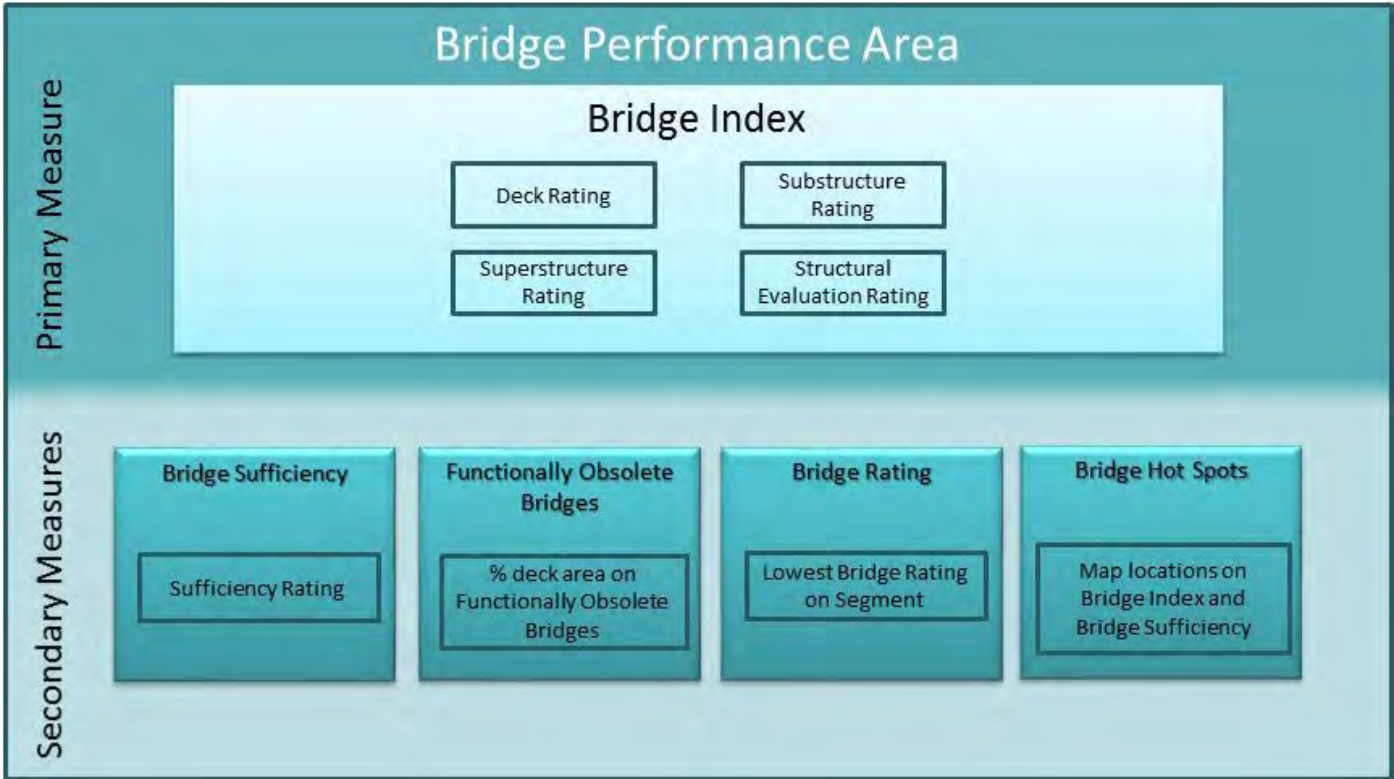 Bridge Performance Area
Primary Measure
Bridge Index
Deck Rating
Substructure
Rating
Superstructure
Rating
Structural
Evaluation Rating
Secondary Measures
Bridge Sufficiency
Sufficiency Rating
Functionally Obsolete
Bridges
% deck area on
Functionally Obsolete
Bridges
Bridge Rating
Lowest Bridge Rating
on Segment
Bridge Hot Spots
Map locations on
Bridge Index and
Bridge Sufficiency